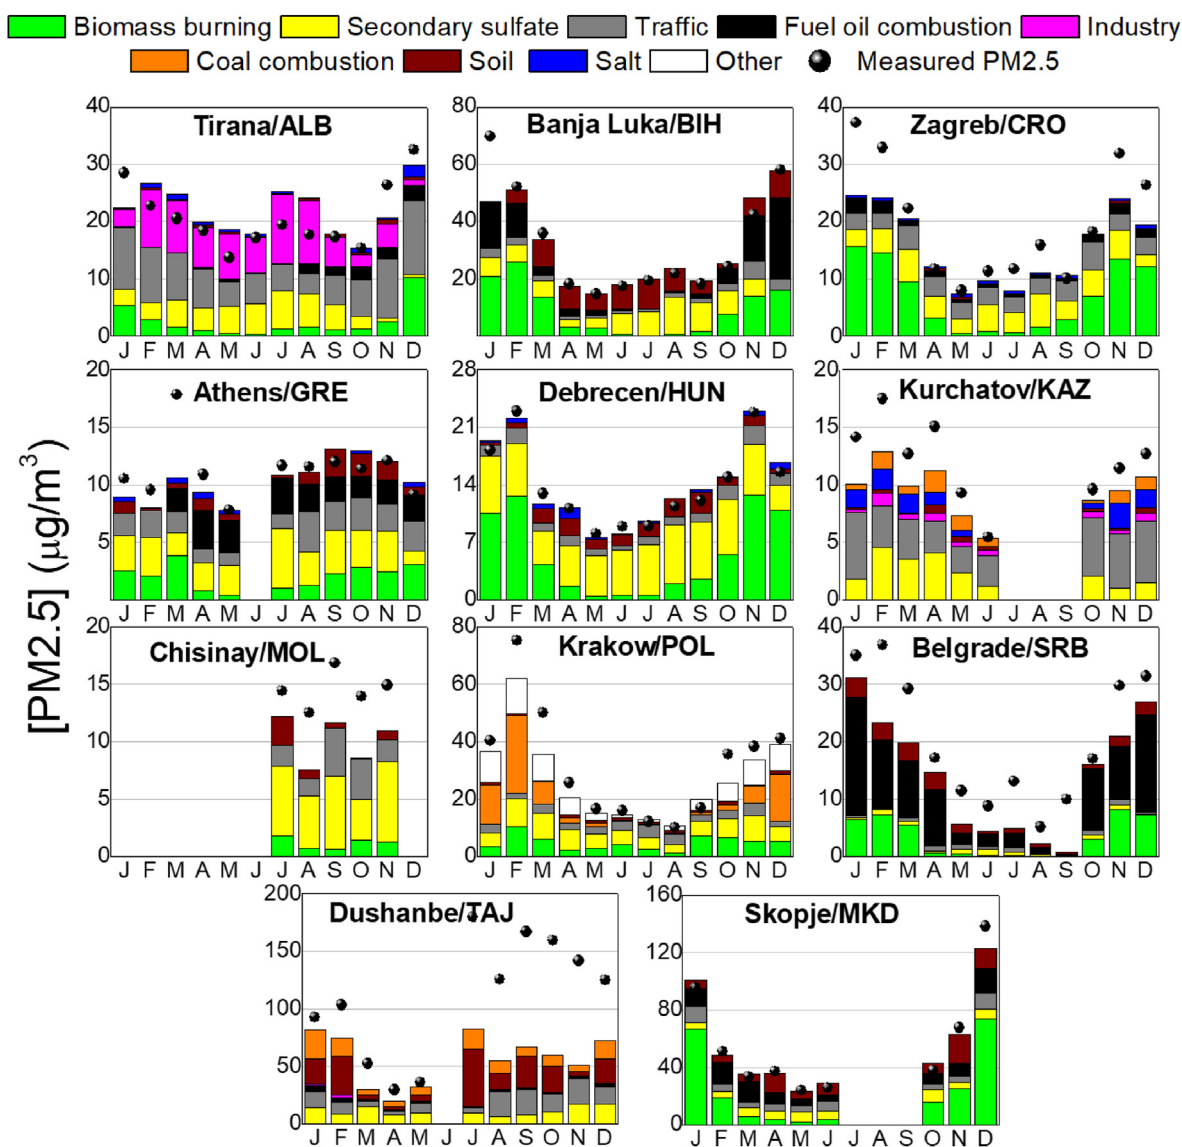 Biomass burning Secondary sulfate Traffic Fuel oil combustion Industry
Coal combustion Soil Salt Other Measured PM2.5
[PM2.5] (μg/m³)
Tirana/ALB
40
30
20
10
0
J F M A M J J A S O N D
Banja Luka/BIH
80
60
40
20
J F M A M J J A S O N D
Zagreb/CRO
40
30
20
10
0
J F M A M J J A S O N D
Athens/GRE
20
15
10
5
0
J F M A M J J A S O N D
Debrecen/HUN
28
21
14
7
0
J F M A M J J A S O N D
Kurchatov/KAZ
20
15
10
5
0
J F M A M J J A S O N D
Chisinay/MOL
20
15
10
5
0
J F M A M J J A S O N D
Krakow/POL
80
60
40
20
0
J F M A M J J A S O N D
Belgrade/SRB
40
30
20
10
0
J F M A M J J A S O N D
Dushanbe/TAJ
200
150
100
50
0
J F M A M J J A S O N D
Skopje/MKD
160
120
80
40
0
J F M A M J J A S O N D